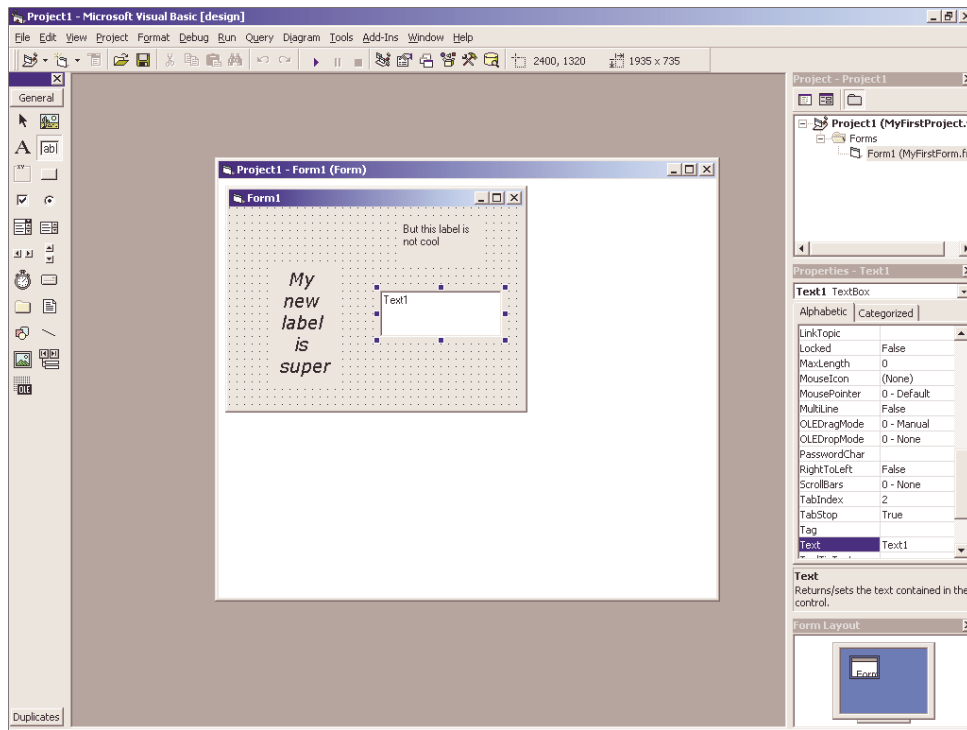 Project1 - Microsoft Visual Basic [design]
File Edit View Project Format Debug Run Query Diagram Tools Add-Ins Window Help
2400, 1320 1935 x 735
General
A ab|
XY
OLE
Duplicates
Project1 - Form1 (Form)
Form1
But this label is
not cool
My
new
label
is
super
Text1
Project - Project1
Project1 (MyFirstProject.
Forms
Form1 (MyFirstForm.fr
Properties - Text1
Text1 TextBox
Alphabetic Categorized
LinkTopic
Locked False
MaxLength 0
MouseIcon (None)
MousePointer 0 - Default
MultiLine False
OLEDragMode 0 - Manual
OLEDropMode 0 - None
PasswordChar
RightToLeft False
ScrollBars 0 - None
TabIndex 2
TabStop True
Tag
Text Text1
Text
Returns/sets the text contained in the
control.
Form Layout
Form